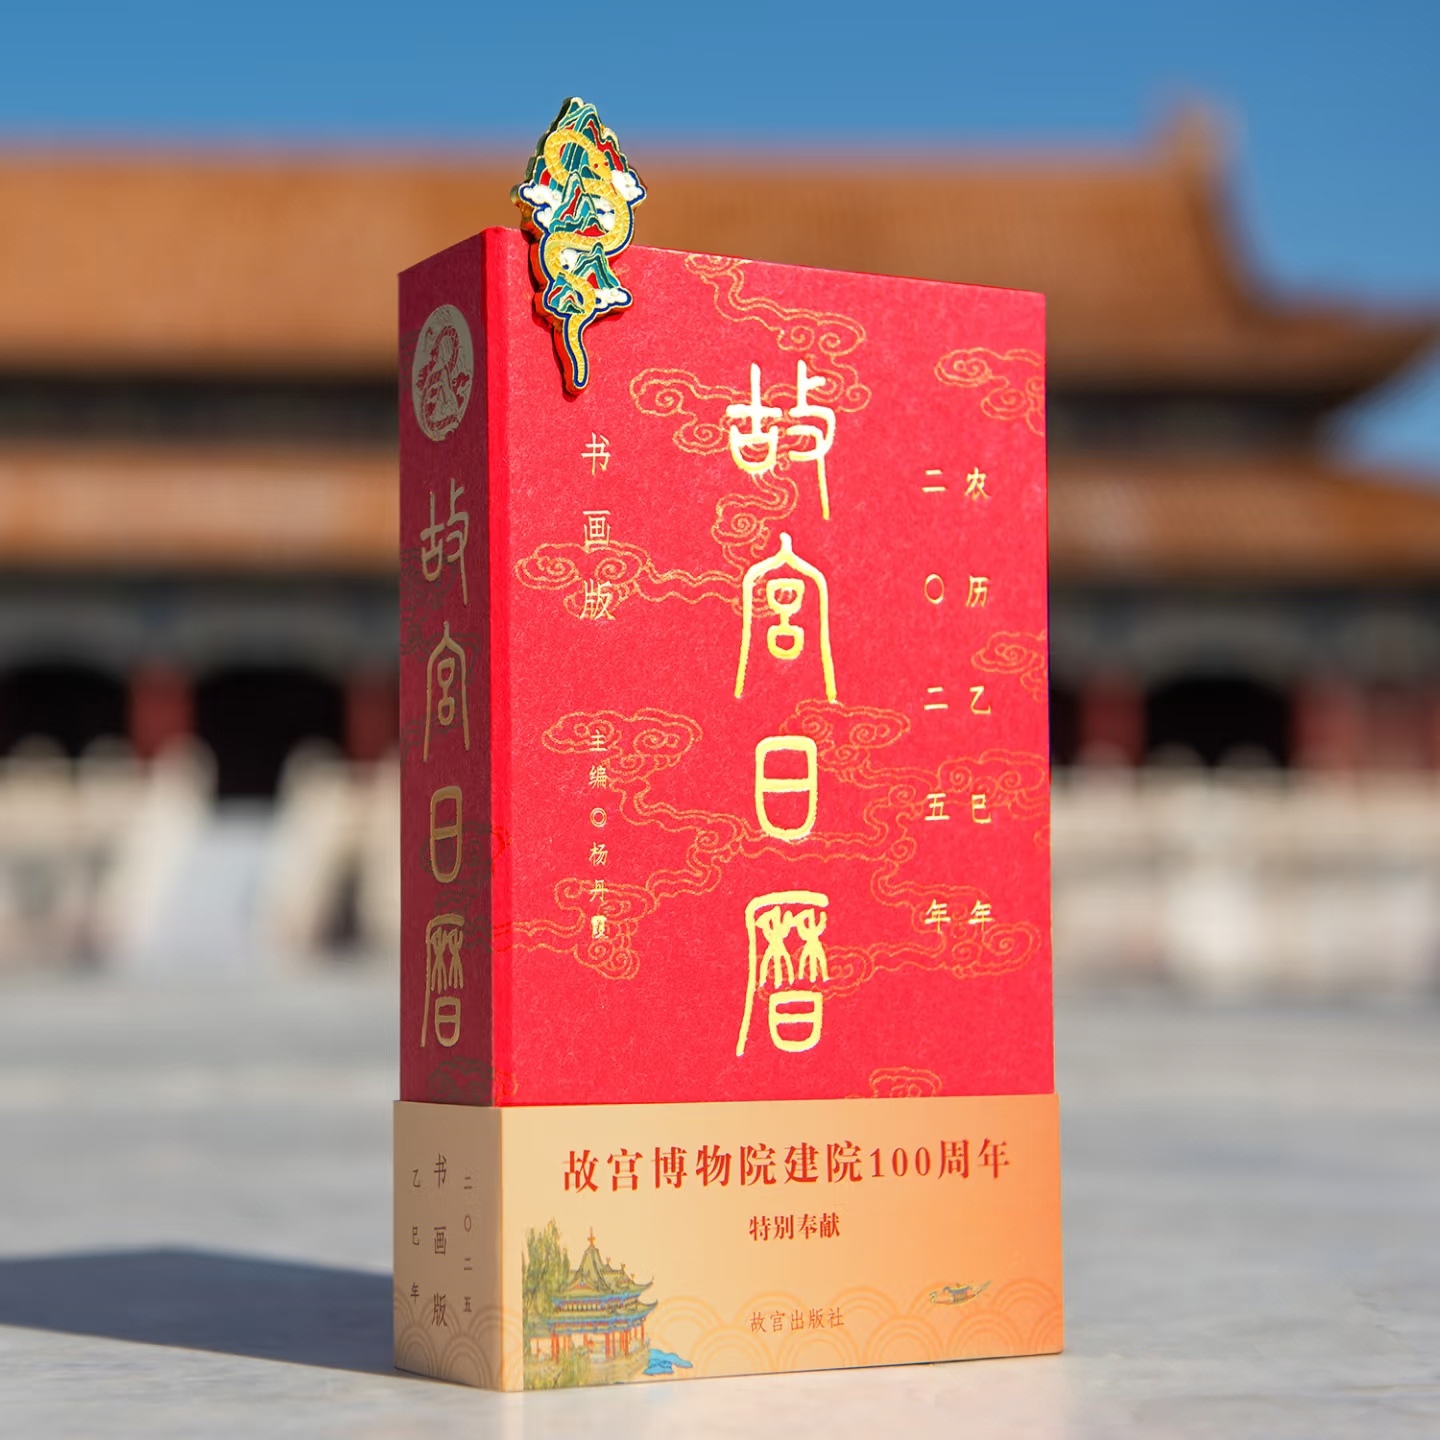 故宫日曆
农历乙巳年
二〇二五年
故宫日曆
书画版
主编◎杨丹霞
故宫博物院建院100周年
特别奉献
故宫出版社
二〇二五
书画版
乙巳年